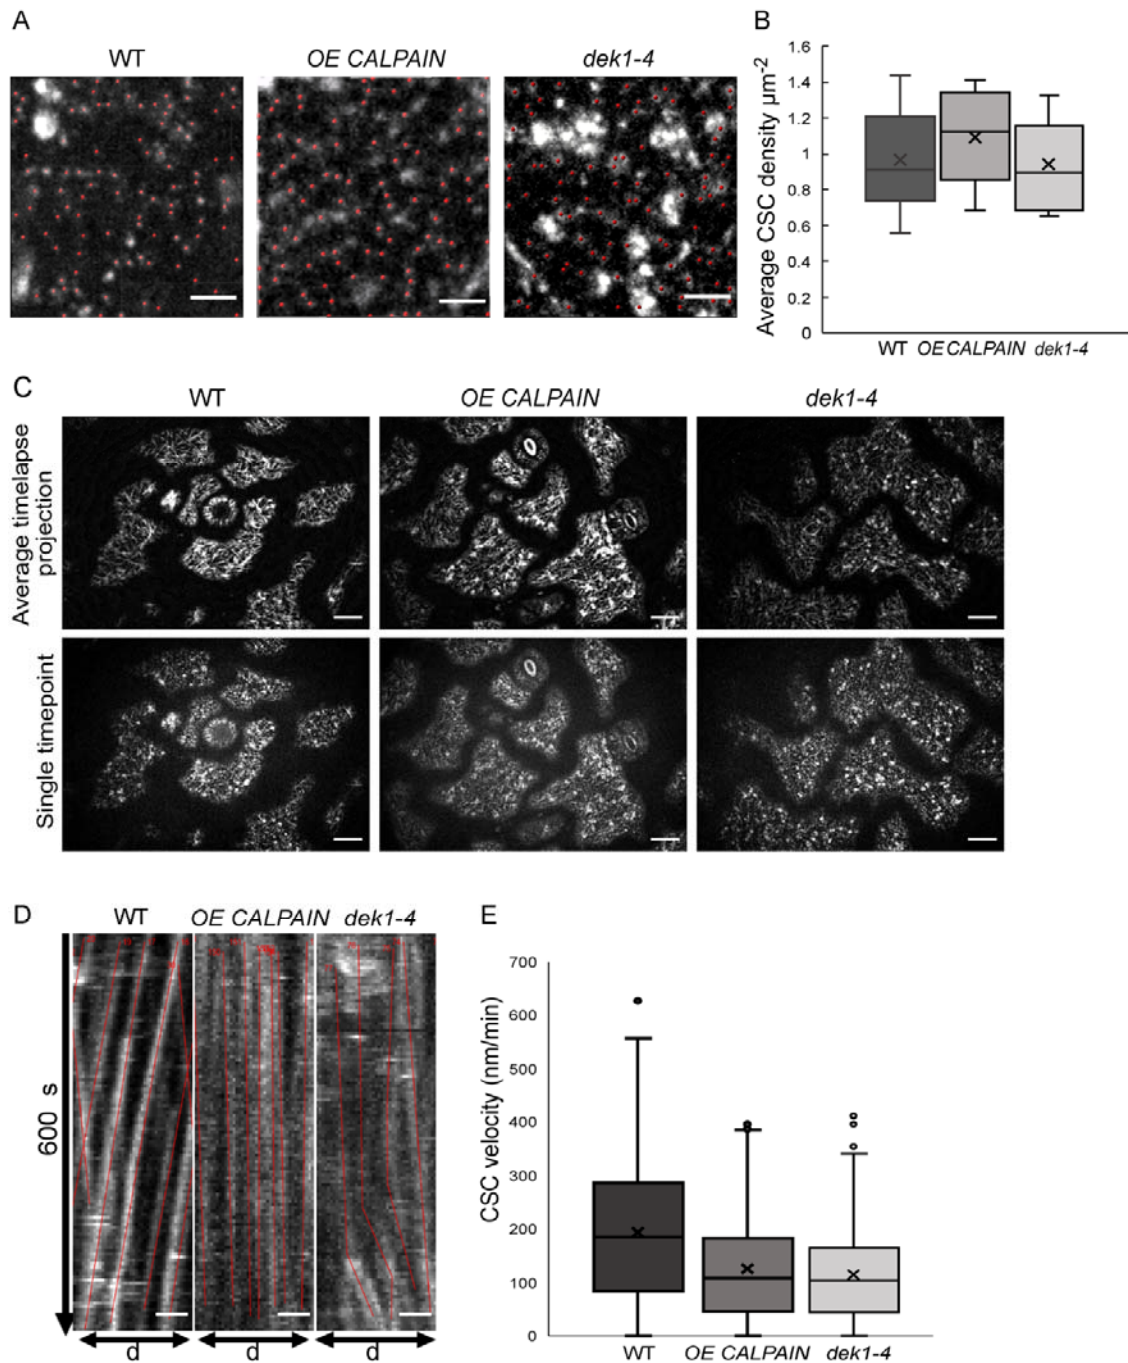 A
WT
OE CALPAIN
dek1-4
B
Average CSC density µm-2
1.6
1.4
1.2
1
0.8
0.6
0.4
0.2
0
WT OE CALPAIN dek1-4
C
WT
OE CALPAIN
dek1-4
Average timelapse
projection
Single timepoint
D
WT OE CALPAIN dek1-4
600 s
d d d
E
CSC velocity (nm/min)
700
600
500
400
300
200
100
0
WT OE CALPAIN dek1-4